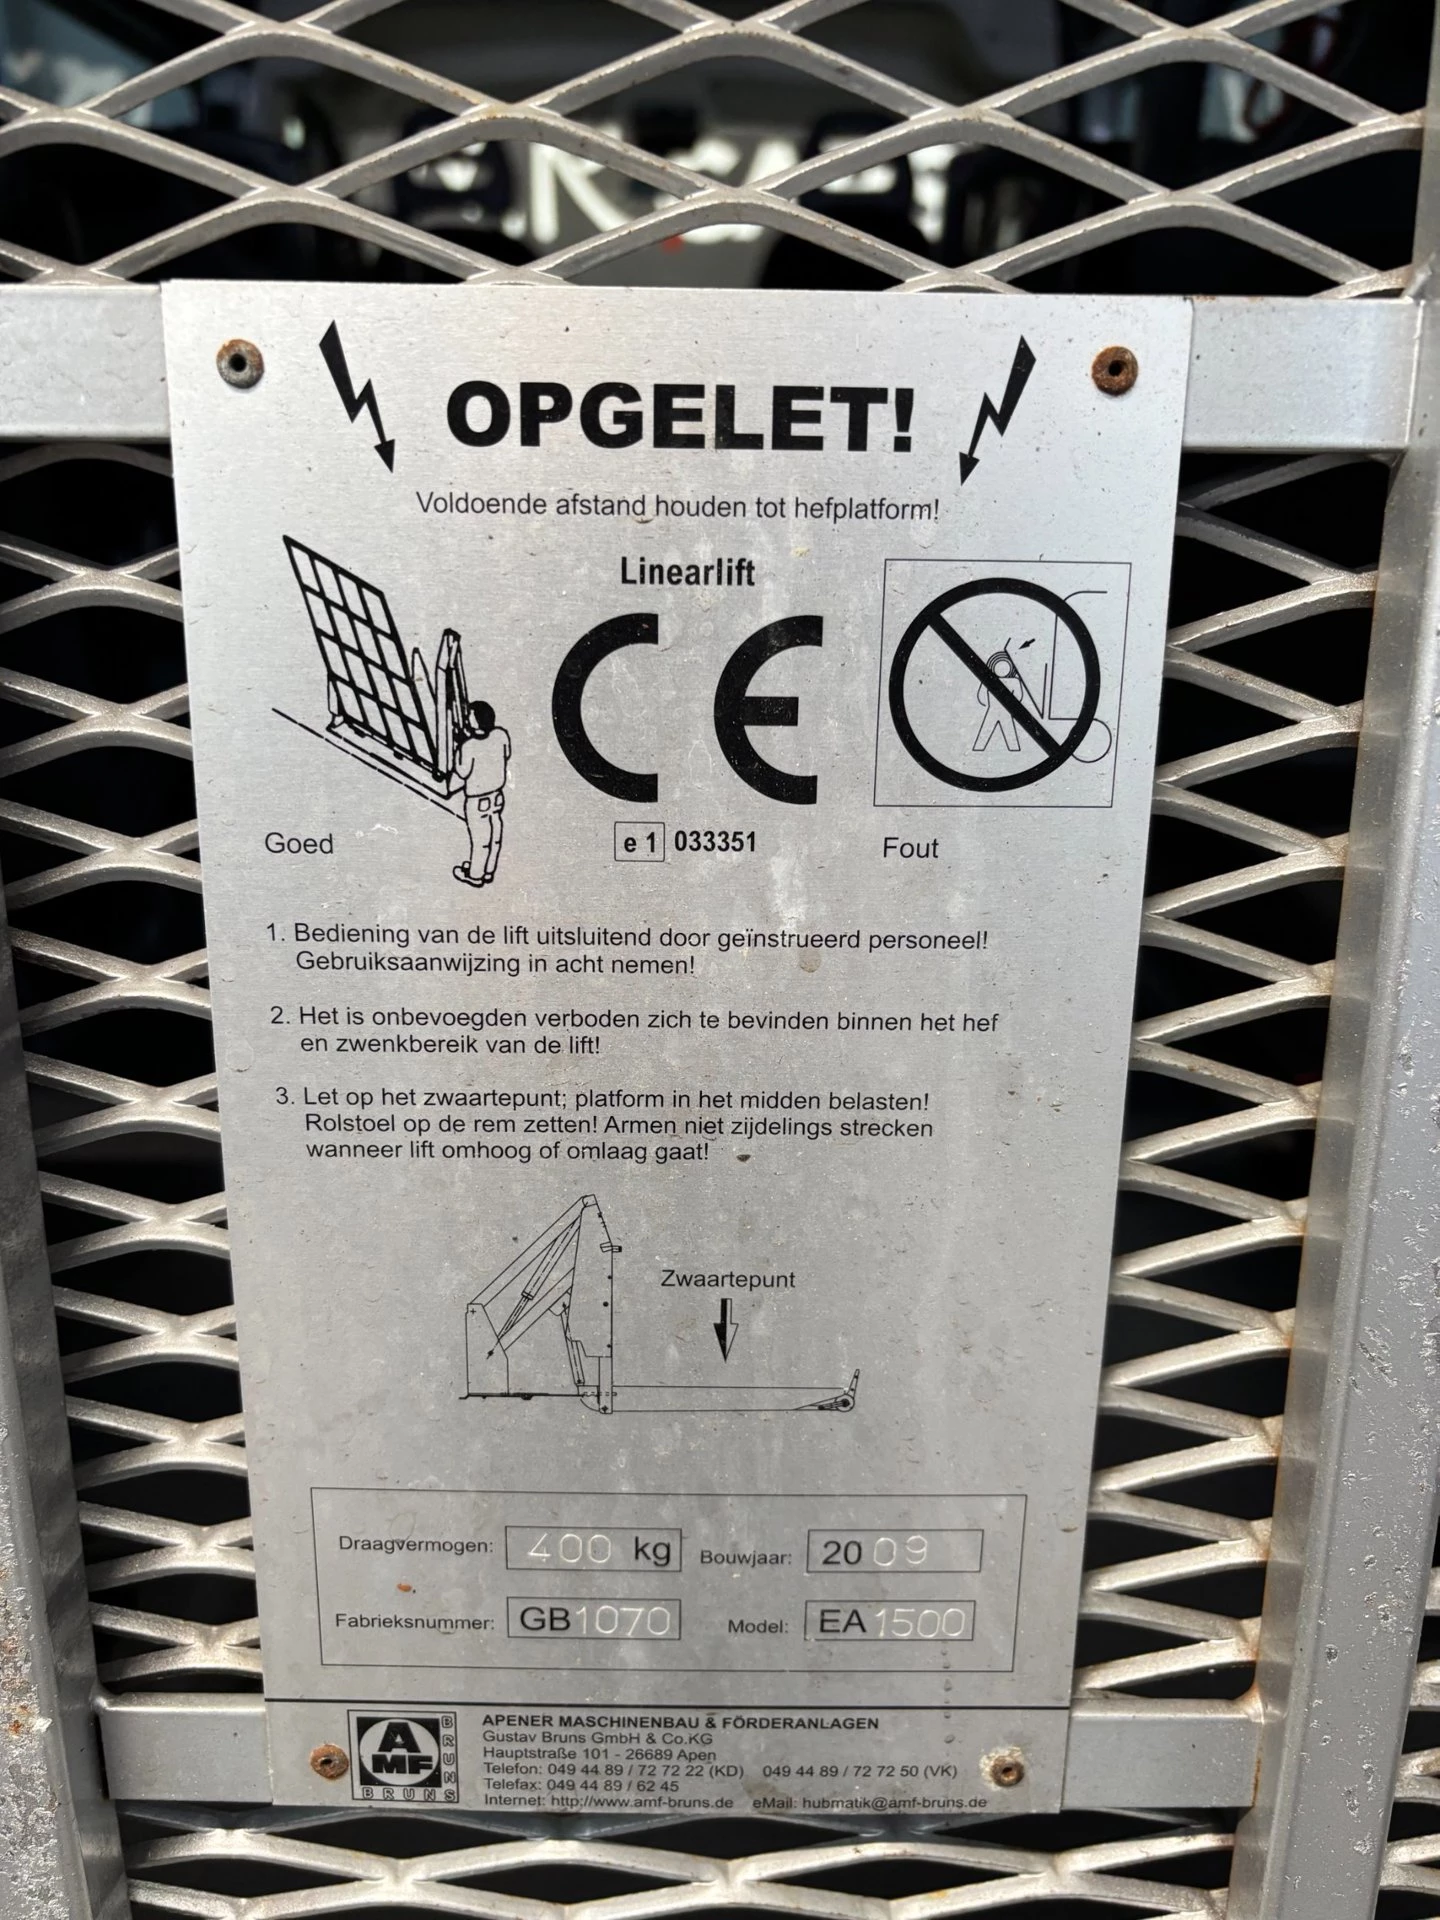 OPGELET!
Voldoende afstand houden tot hefplatform!
Linearlift
CE
Goed
e 1 033351
Fout
1. Bediening van de lift uitsluitend door geïnstrueerd personeel!
Gebruiksaanwijzing in acht nemen!
2. Het is onbevoegden verboden zich te bevinden binnen het hef
en zwenkbereik van de lift!
3. Let op het zwaartepunt; platform in het midden belasten!
Rolstoel op de rem zetten! Armen niet zijdelings strecken
wanneer lift omhoog of omlaag gaat!
Zwaartepunt
Draagvermogen: 400 kg Bouwjaar: 2009
Fabrieksnummer: GB1070 Model: EA1500
AMF
BRUNS
BRUNS
APENER MASCHINENBAU & FÖRDERANLAGEN
Gustav Bruns GmbH & Co.KG
Hauptstraße 101 - 26689 Apen
Telefon: 049 44 89 / 72 72 22 (KD) 049 44 89 / 72 72 50 (VK)
Telefax: 049 44 89 / 62 45
Internet: http://www.amf-bruns.de eMail: hubmatik@amf-bruns.de